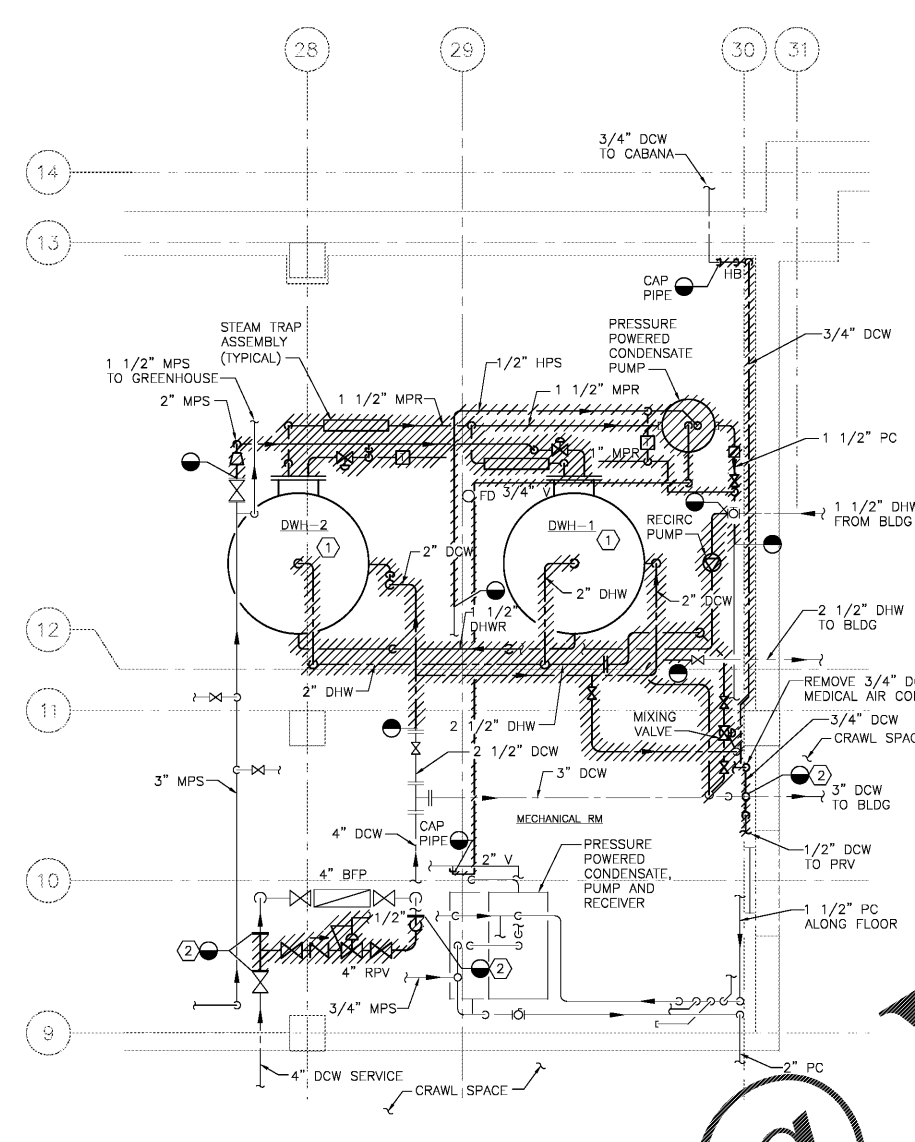 28
29
30
31
3/4" DCW
TO CABANA
14
13
HB
CAP
PIPE
STEAM TRAP
ASSEMBLY
(TYPICAL)
PRESSURE
POWERED
CONDENSATE
PUMP
3/4" DCW
1 1/2" MPS
TO GREENHOUSE
1/2" HPS
2" MPS
1 1/2" MPR
1 1/2" MPR
1 1/2" PC
1" MPR
FD
3/4" V
1 1/2" DHW
FROM BLDG
DWH-2
1
DWH-1
1
RECIRC
PUMP
2" DCW
2" DHW
2" DCW
1 1/2"
DHWR
2 1/2" DHW
TO BLDG
12
2" DHW
REMOVE 3/4" DC
MEDICAL AIR COM
11
2 1/2" DHW
MIXING
VALVE
3/4" DCW
CRAWL SPAC
2 1/2" DCW
3" MPS
3" DCW
2
3" DCW
TO BLDG
MECHANICAL RM
4" DCW
CAP
PIPE
1/2" DCW
TO PRV
2" V
PRESSURE
POWERED
CONDENSATE,
PUMP AND
RECEIVER
10
4" BFP
1 1/2" PC
ALONG FLOOR
1/2"
2
4" RPV
2
3/4" MPS
9
2" PC
4" DCW SERVICE
CRAWL SPACE